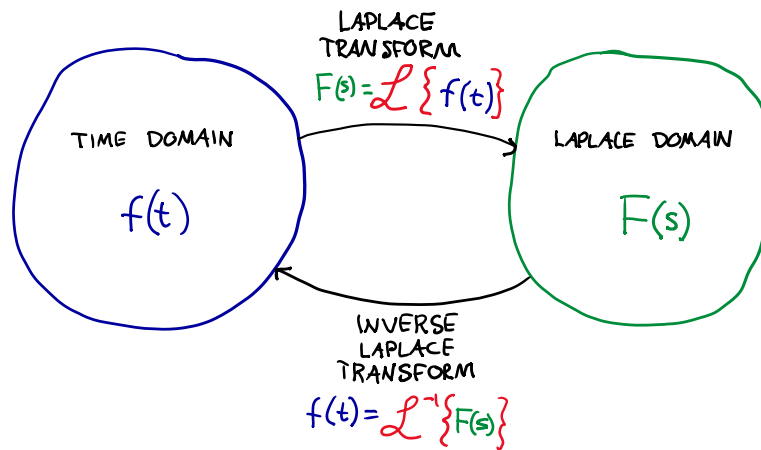 LAPLACE
TRANSFORM
F(s)=ℒ{f(t)}
TIME DOMAIN
f(t)
LAPLACE DOMAIN
F(s)
INVERSE
LAPLACE
TRANSFORM
f(t)=ℒ⁻¹{F(s)}